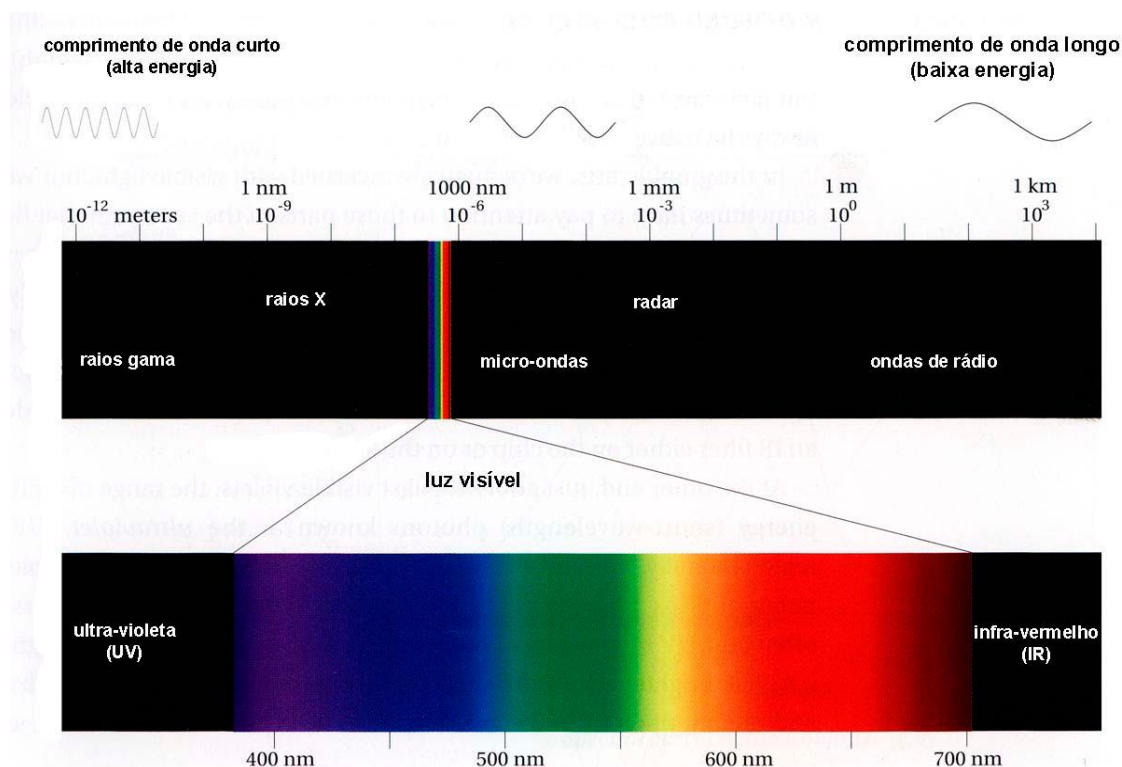 comprimento de onda curto
(alta energia)
comprimento de onda longo
(baixa energia)
1 nm
1000 nm
1 mm
1 m
1 km
10⁻¹² meters
10⁻⁹
10⁻⁶
10⁻³
10⁰
10³
raios X
radar
raios gama
micro-ondas
ondas de rádio
luz visível
ultra-violeta
(UV)
infra-vermelho
(IR)
400 nm
500 nm
600 nm
700 nm